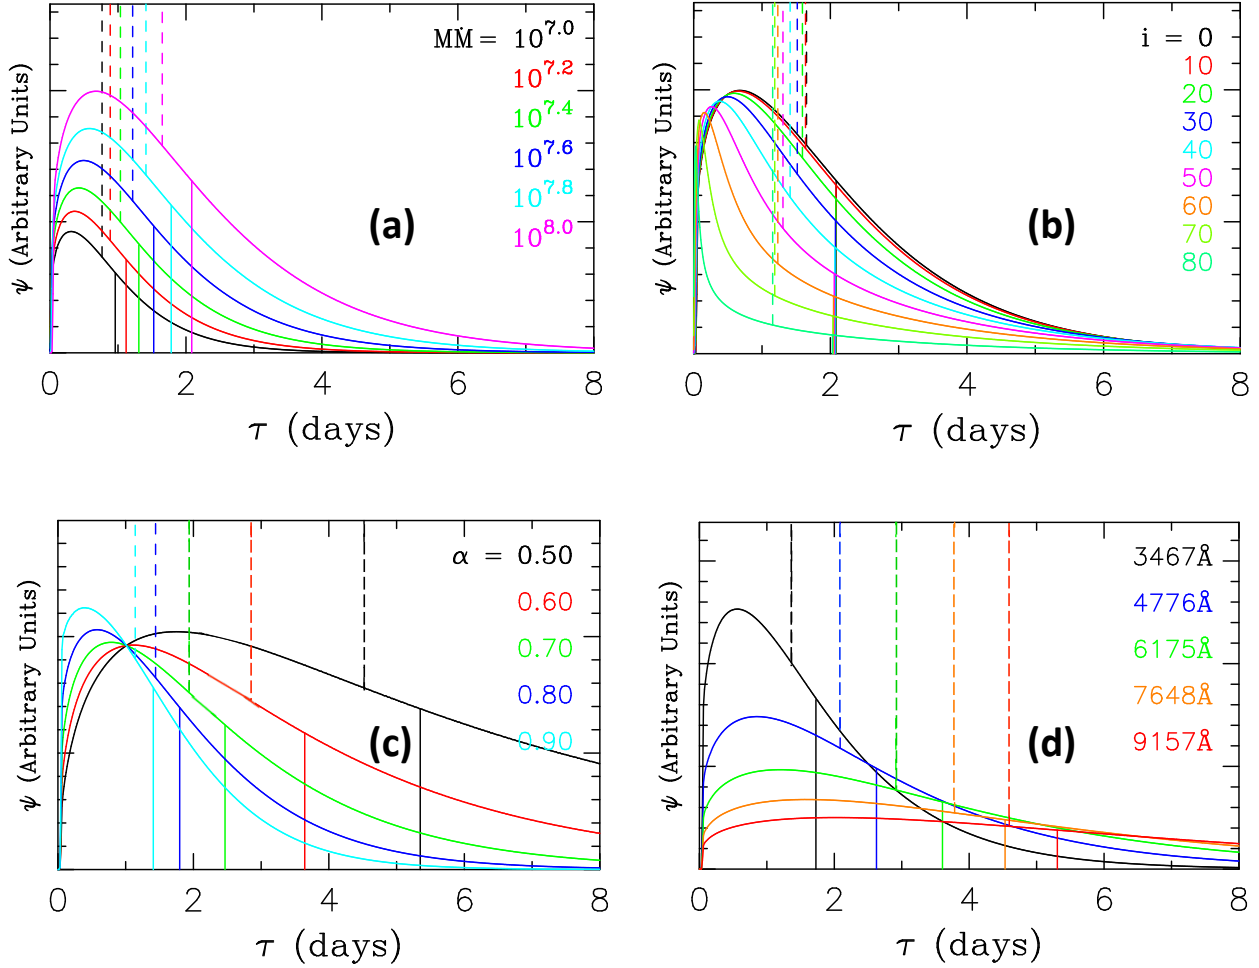 MṀ = 10^7.0
10^7.2
10^7.4
10^7.6
10^7.8
10^8.0
(a)
ψ (Arbitrary Units)
0 2 4 6 8
τ (days)
i = 0
10
20
30
40
50
60
70
80
(b)
ψ (Arbitrary Units)
0 2 4 6 8
τ (days)
α = 0.50
0.60
0.70
0.80
0.90
(c)
ψ (Arbitrary Units)
0 2 4 6 8
τ (days)
3467Å
4776Å
6175Å
7648Å
9157Å
(d)
ψ (Arbitrary Units)
0 2 4 6 8
τ (days)